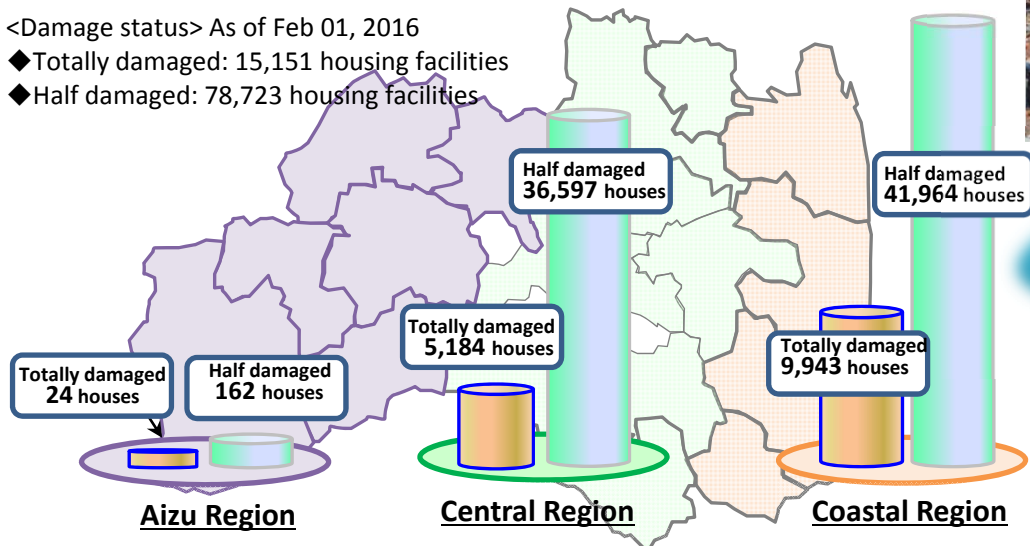 <Damage status> As of Feb 01, 2016
◆Totally damaged: 15,151 housing facilities
◆Half damaged: 78,723 housing facilities
Half damaged
36,597 houses
Half damaged
41,964 houses
Totally damaged
5,184 houses
Totally damaged
9,943 houses
Totally damaged
24 houses
Half damaged
162 houses
Aizu Region
Central Region
Coastal Region